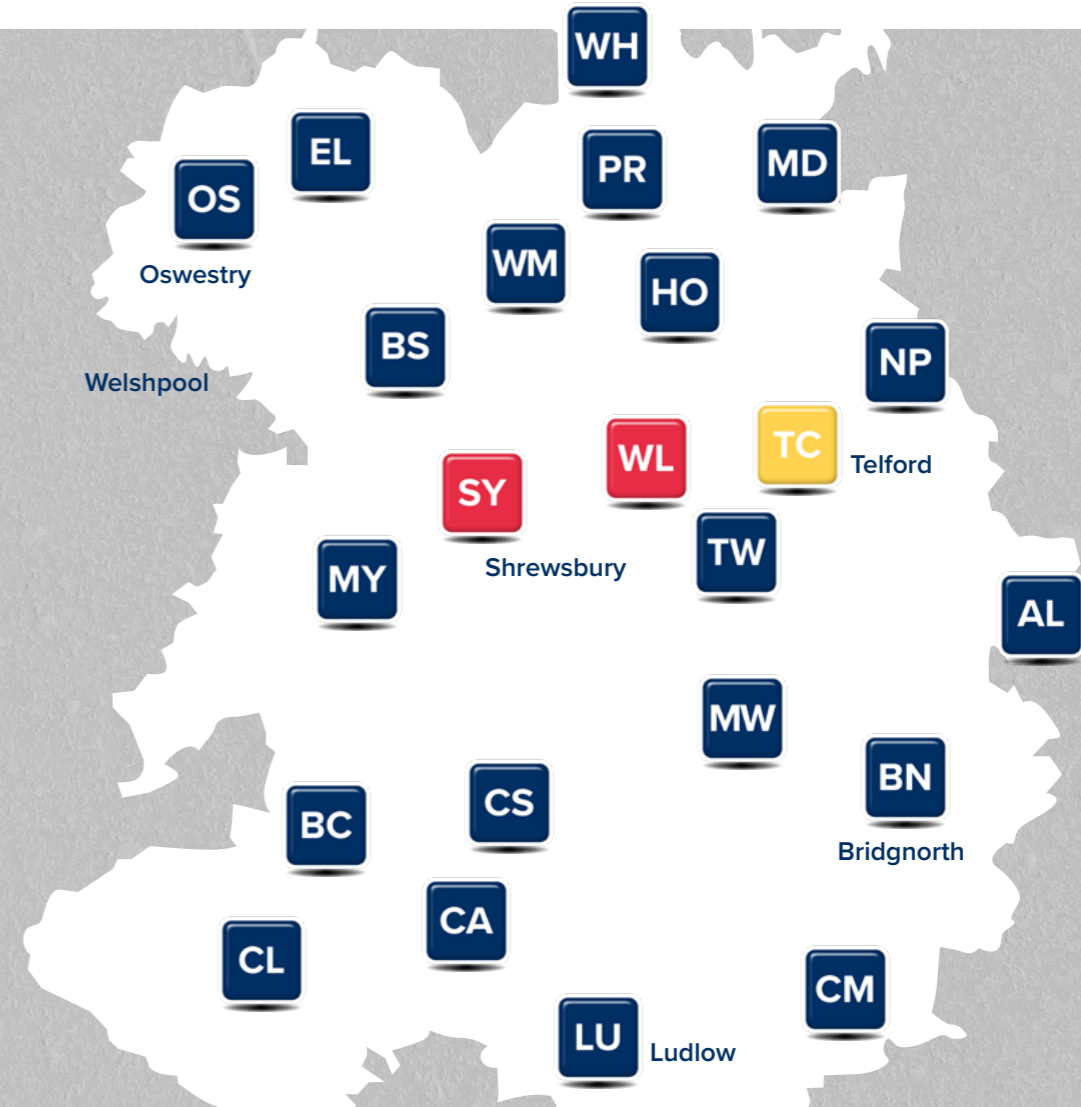 WH
EL
PR
MD
OS
WM
HO
Oswestry
BS
NP
Welshpool
WL
TC
Telford
SY
Shrewsbury
TW
MY
AL
MW
BN
CS
BC
Bridgnorth
CA
CL
CM
LU
Ludlow